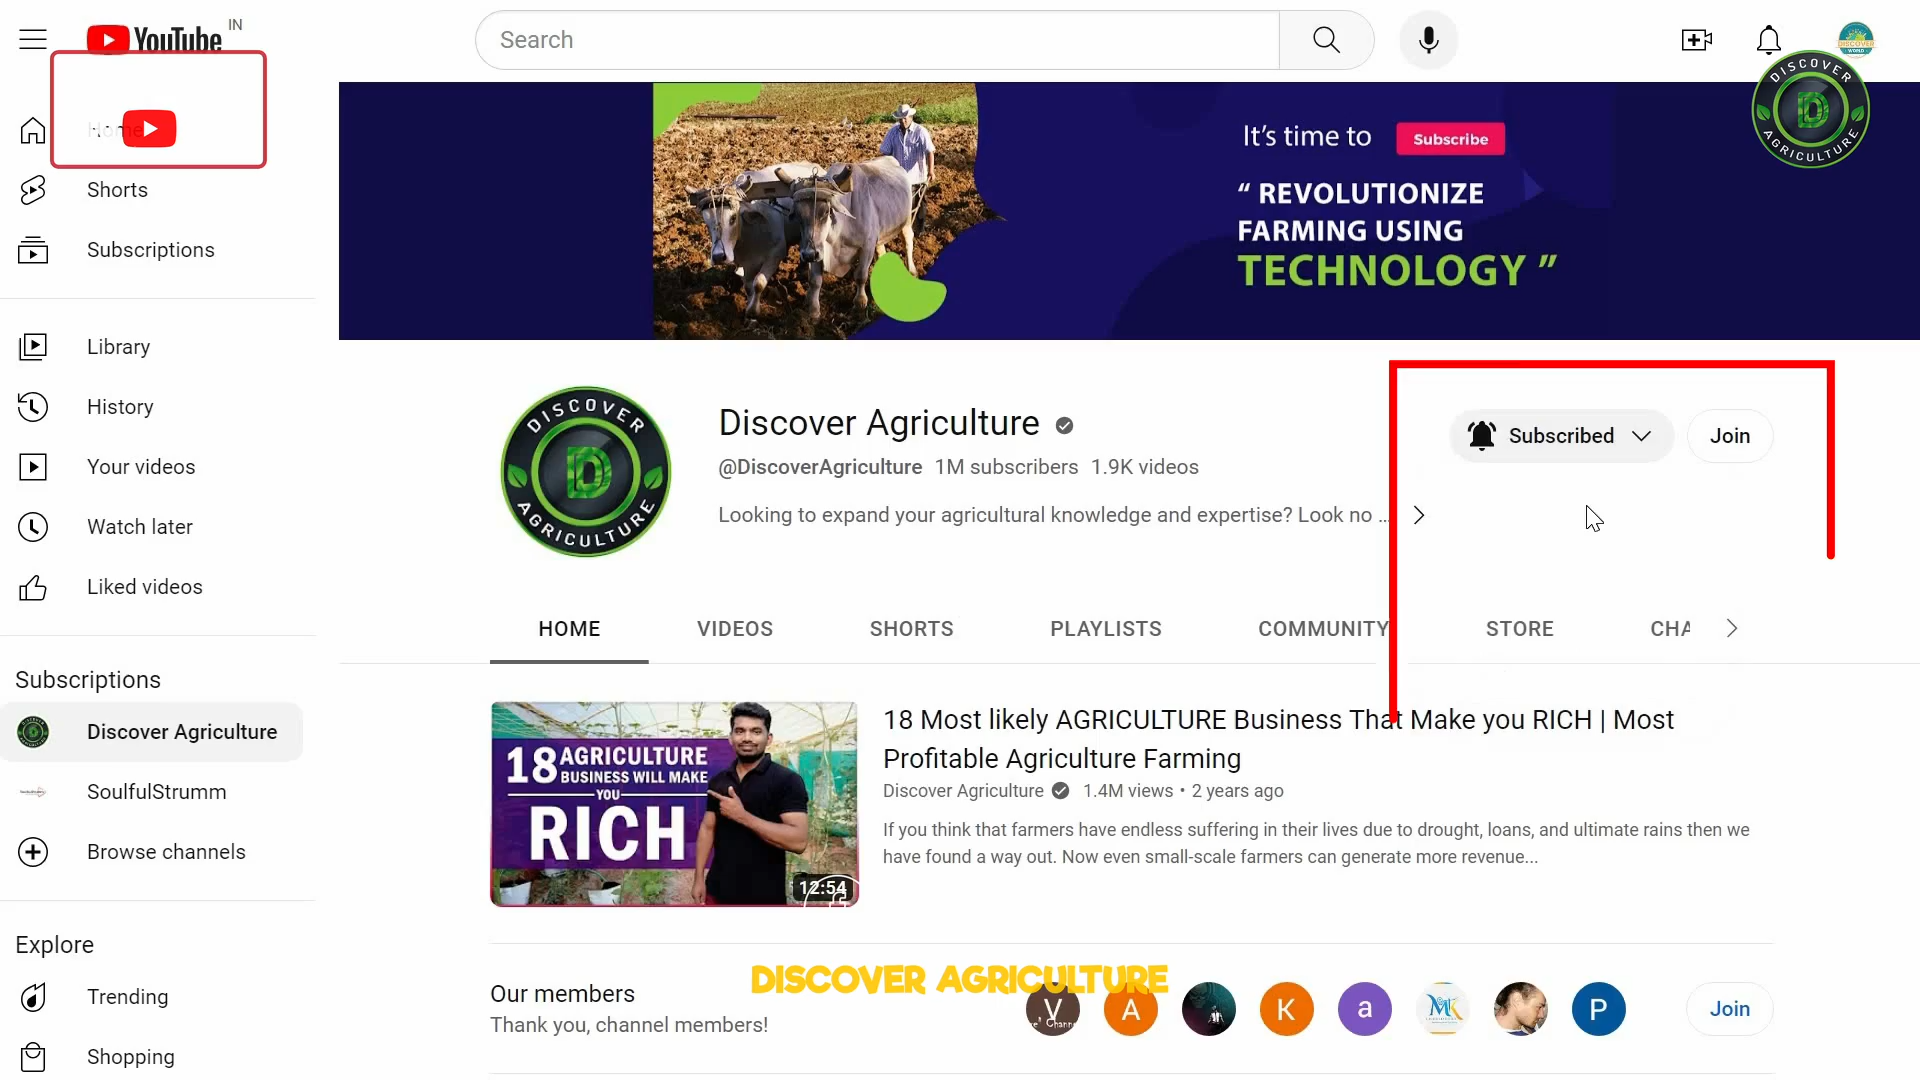 YouTube IN
Search
Home
Shorts
Subscriptions
Library
History
Your videos
Watch later
Liked videos
Subscriptions
Discover Agriculture
SoulfulStrumm
Browse channels
Explore
Trending
Shopping
It's time to Subscribe
“ REVOLUTIONIZE
FARMING USING
TECHNOLOGY ”
DISCOVER
D
AGRICULTURE
DISCOVER
D
AGRICULTURE
Discover Agriculture
@DiscoverAgriculture 1M subscribers 1.9K videos
Looking to expand your agricultural knowledge and expertise? Look no ...
Subscribed
Join
HOME VIDEOS SHORTS PLAYLISTS COMMUNITY STORE CHA
18 AGRICULTURE
BUSINESS WILL MAKE
YOU
RICH
12:54
18 Most likely AGRICULTURE Business That Make you RICH | Most
Profitable Agriculture Farming
Discover Agriculture 1.4M views • 2 years ago
If you think that farmers have endless suffering in their lives due to drought, loans, and ultimate rains then we
have found a way out. Now even small-scale farmers can generate more revenue...
DISCOVER AGRICULTURE
Our members
Thank you, channel members!
V A K a MK P
Join